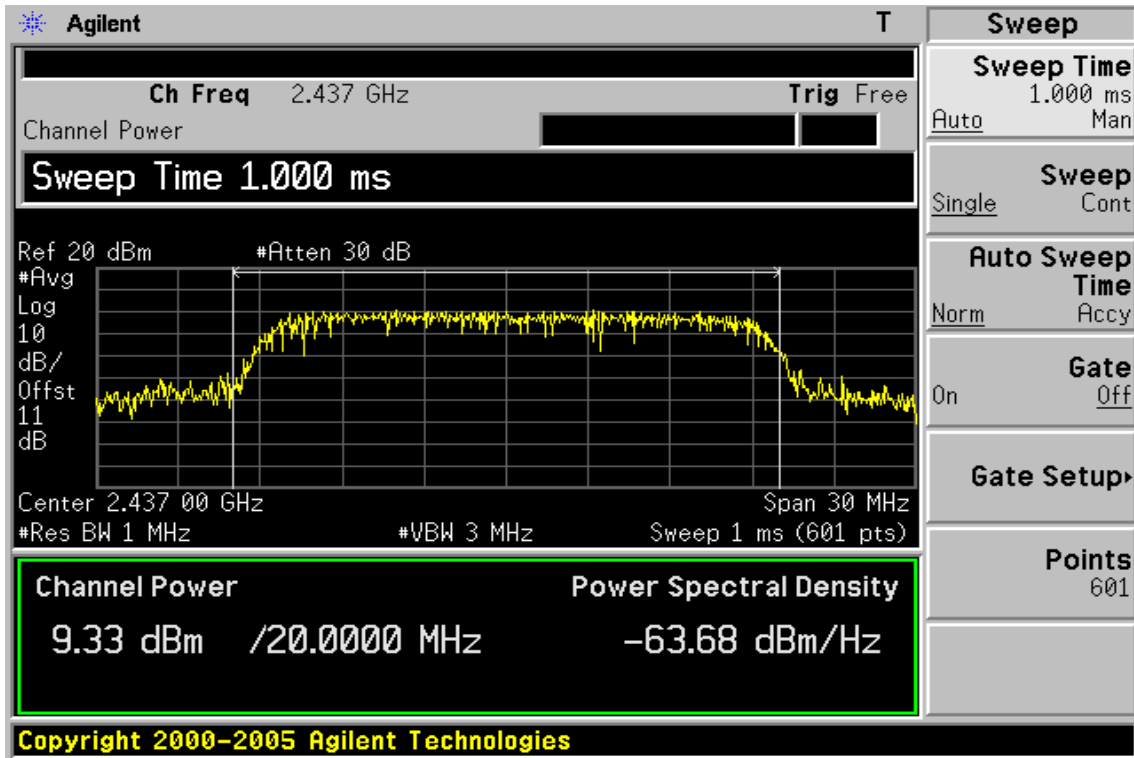 Agilent T
Ch Freq 2.437 GHz Trig Free
Channel Power
Sweep Time 1.000 ms
Ref 20 dBm #Atten 30 dB
#Avg
Log
10
dB/
Offst
11
dB
Center 2.437 00 GHz Span 30 MHz
#Res BW 1 MHz #VBW 3 MHz Sweep 1 ms (601 pts)
Channel Power Power Spectral Density
9.33 dBm /20.0000 MHz -63.68 dBm/Hz
Copyright 2000-2005 Agilent Technologies
Sweep
Sweep Time
1.000 ms
Auto Man
Sweep
Single Cont
Auto Sweep
Time
Norm Accy
Gate
On Off
Gate Setup▸
Points
601